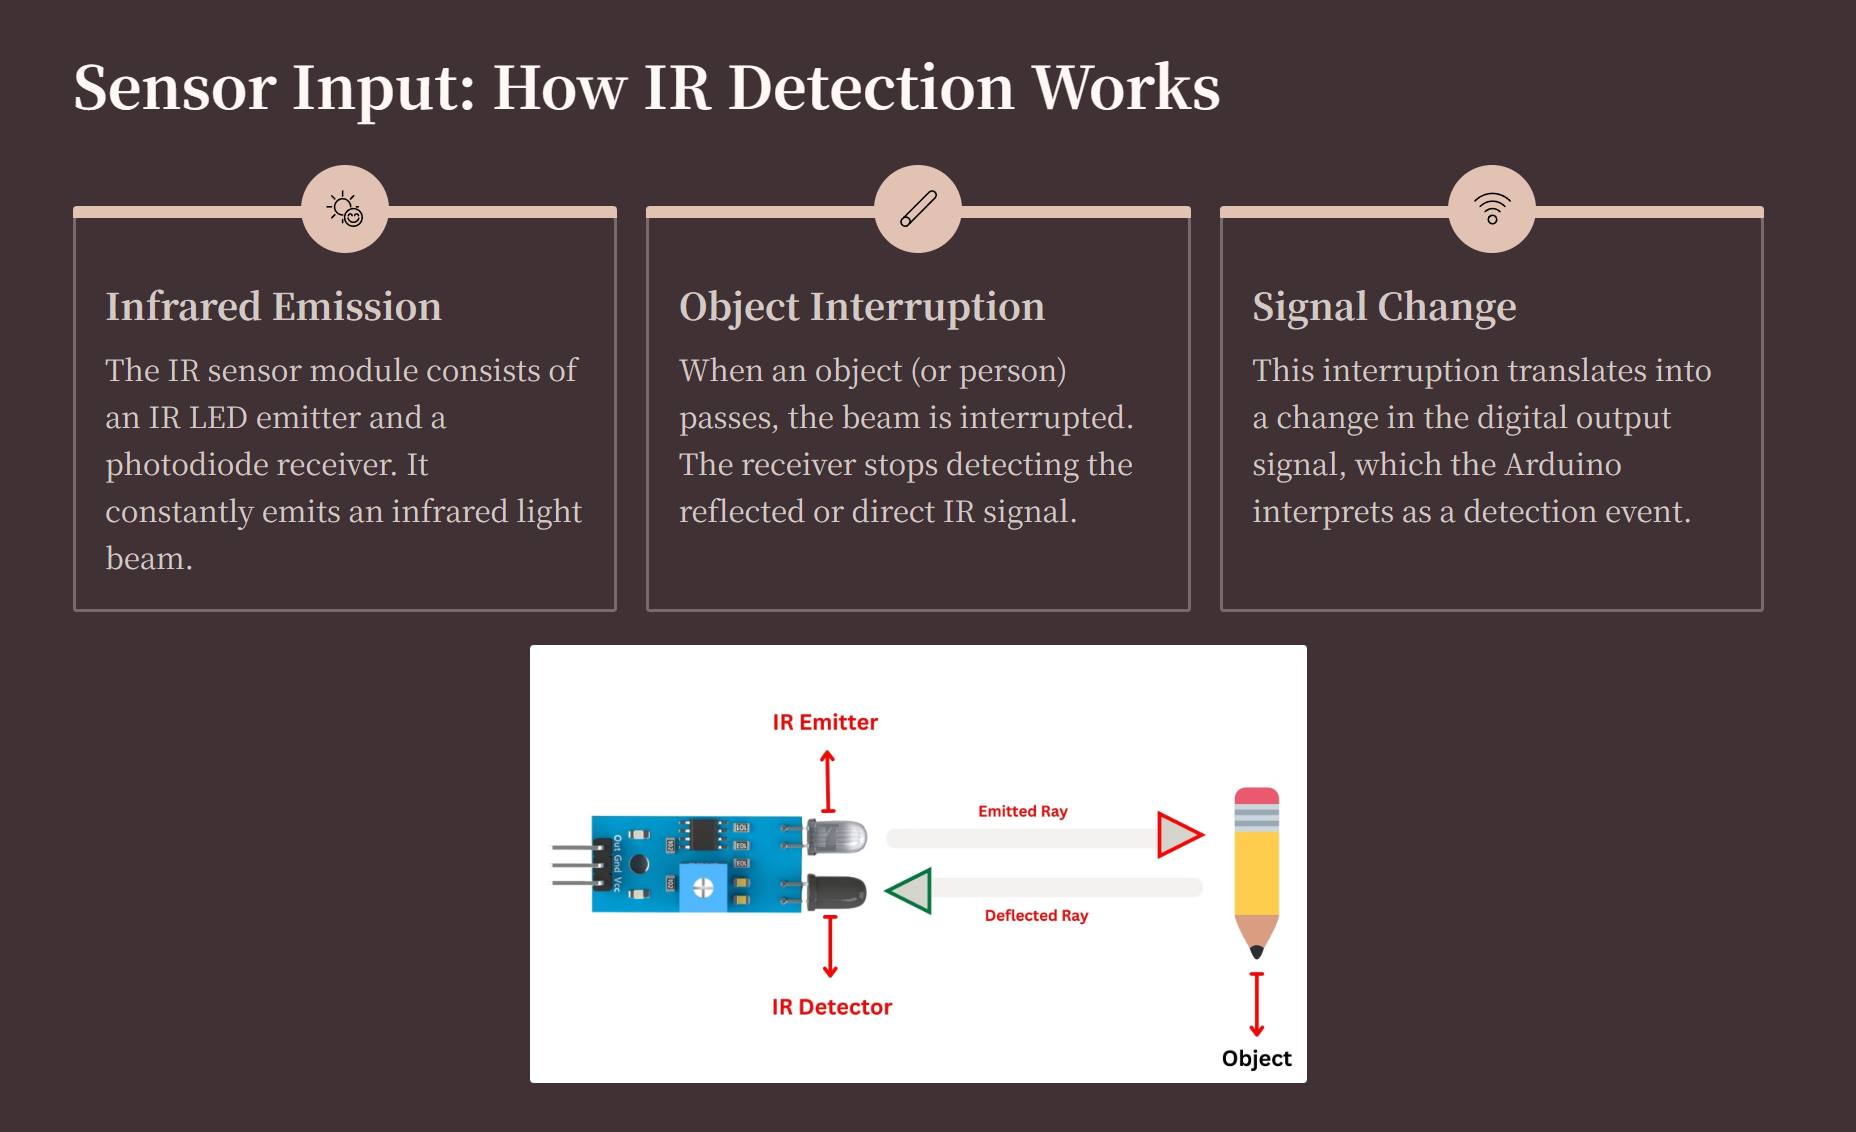 Sensor Input: How IR Detection Works
Infrared Emission
The IR sensor module consists of
an IR LED emitter and a
photodiode receiver. It
constantly emits an infrared light
beam.
Object Interruption
When an object (or person)
passes, the beam is interrupted.
The receiver stops detecting the
reflected or direct IR signal.
Signal Change
This interruption translates into
a change in the digital output
signal, which the Arduino
interprets as a detection event.
IR Emitter
Emitted Ray
Out Gnd Vcc
Deflected Ray
IR Detector
Object